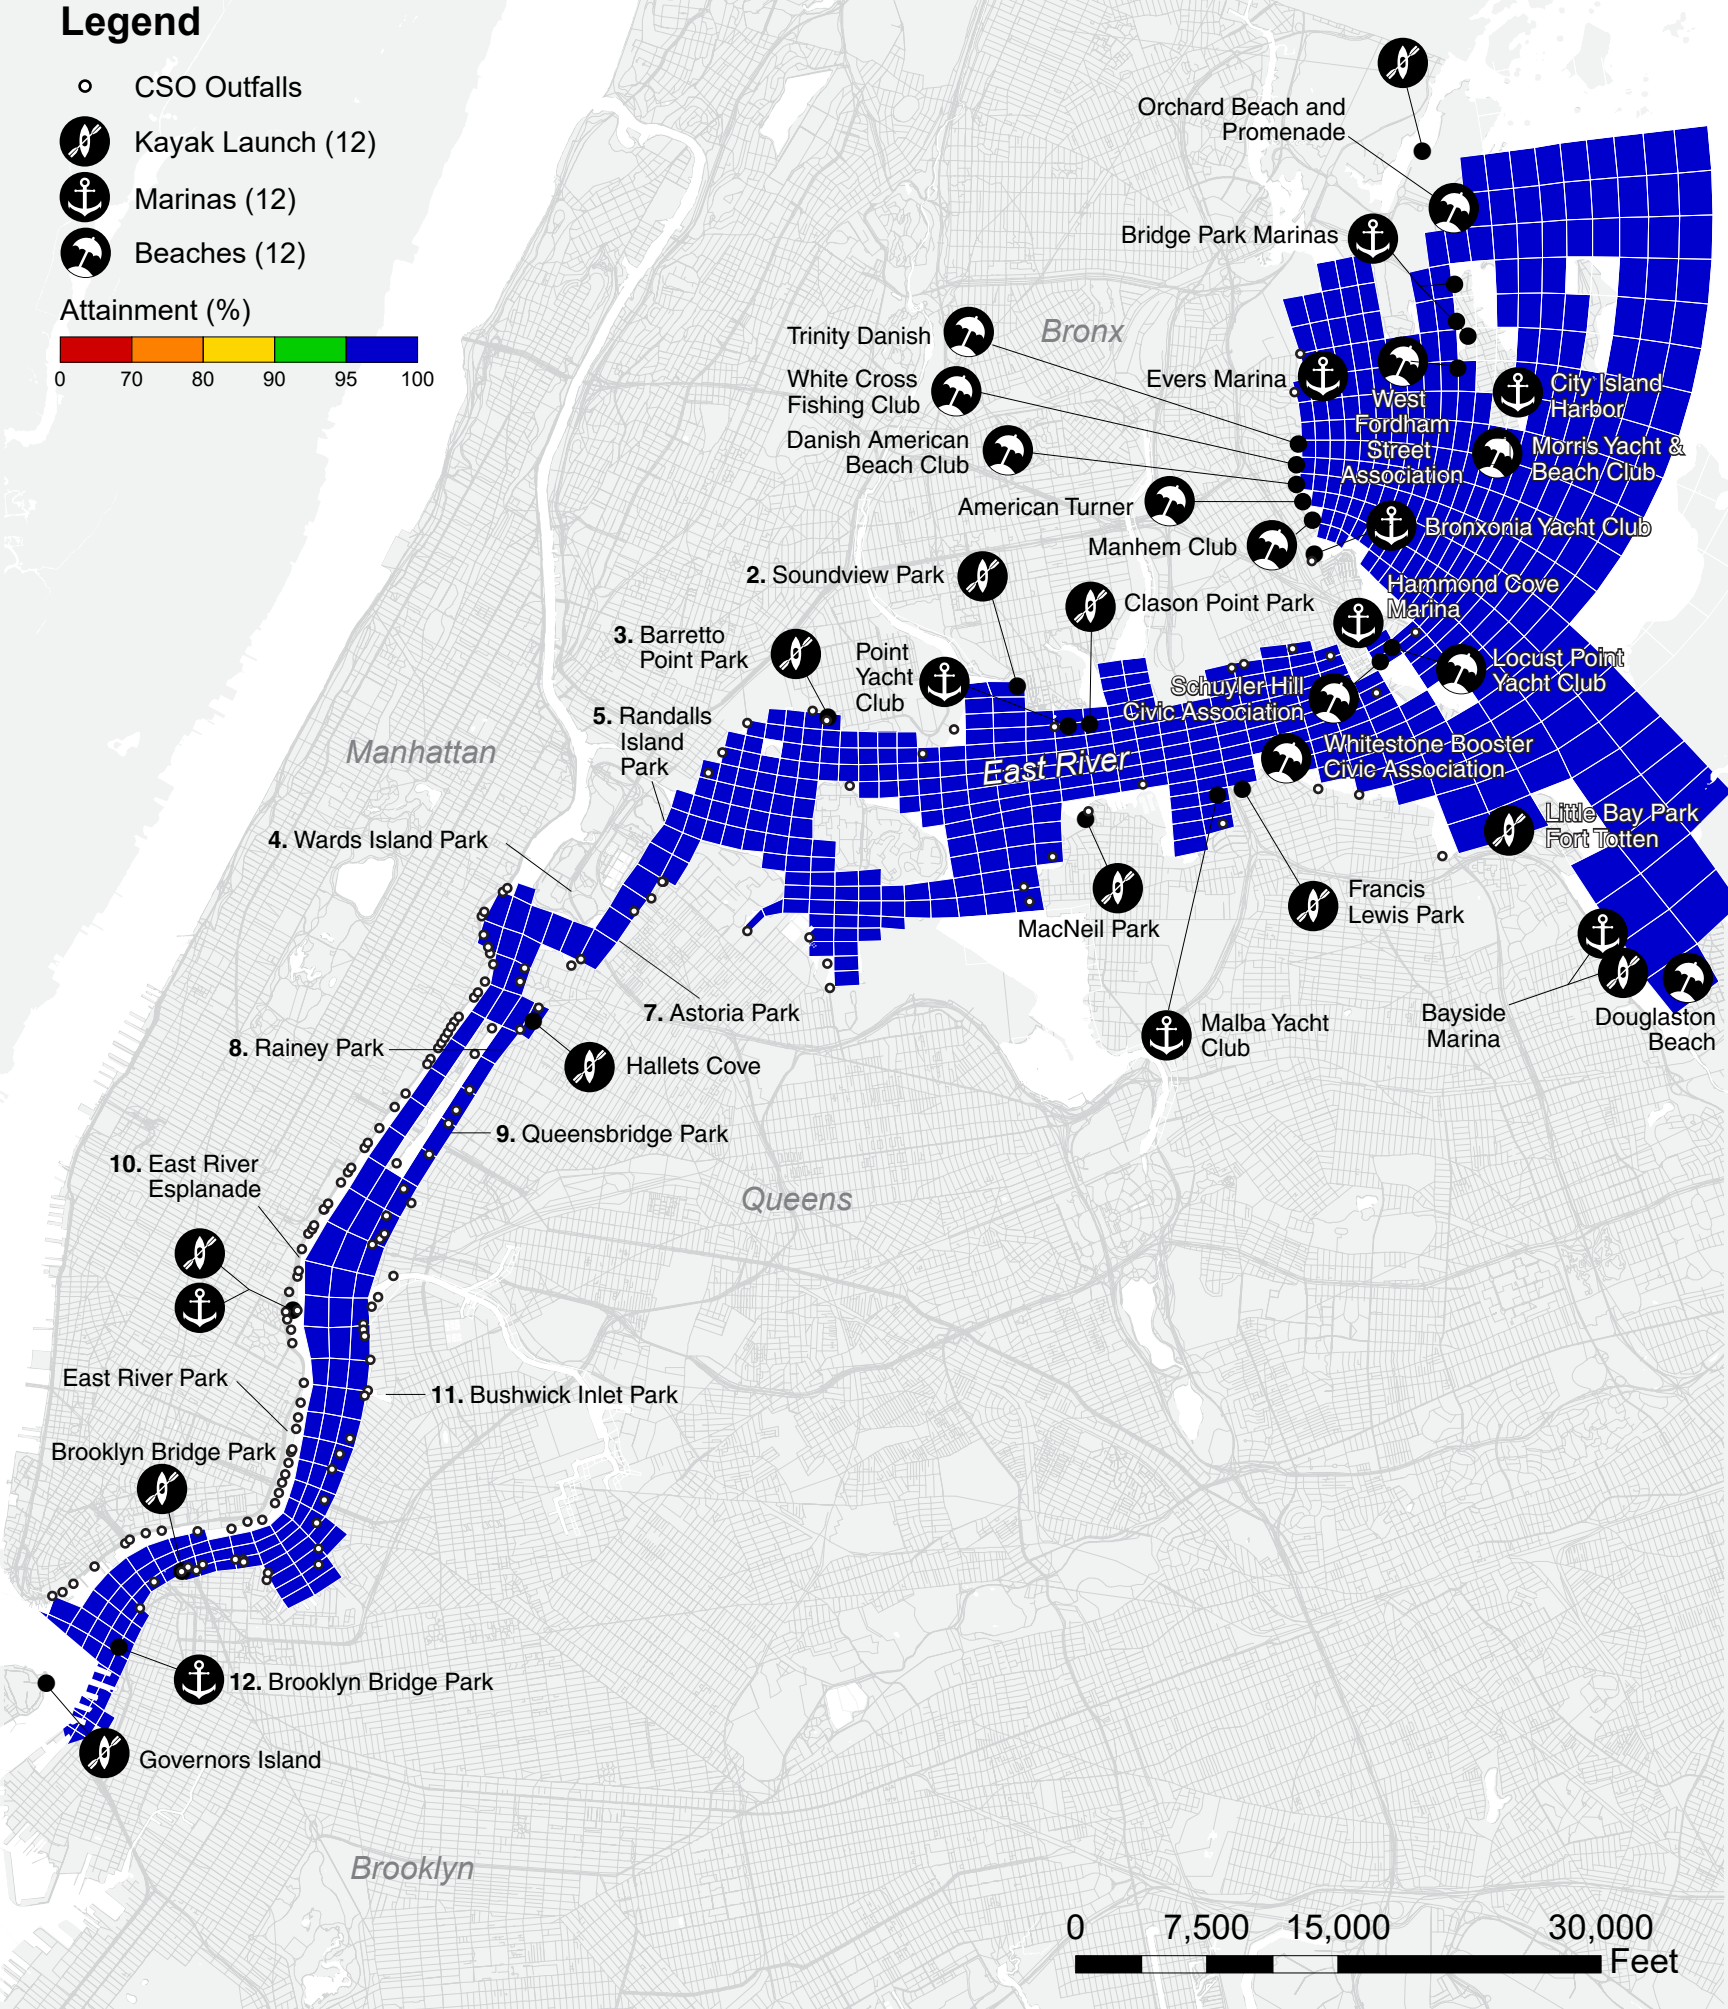 Legend
CSO Outfalls
Kayak Launch (12)
Marinas (12)
Beaches (12)
Attainment (%)
0 70 80 90 95 100
Orchard Beach and
Promenade
Bridge Park Marinas
Bronx
Trinity Danish
White Cross
Fishing Club
Danish American
Beach Club
American Turner
Manhem Club
Evers Marina
West
Fordham
Street
Association
City Island
Harbor
Morris Yacht &
Beach Club
Bronxonia Yacht Club
Hammond Cove
Marina
Locust Point
Yacht Club
2. Soundview Park
Clason Point Park
3. Barretto
Point Park
Point
Yacht
Club
Schuyler Hill
Civic Association
5. Randalls
Island
Park
Manhattan
East River
Whitestone Booster
Civic Association
Little Bay Park
Fort Totten
4. Wards Island Park
MacNeil Park
Francis
Lewis Park
7. Astoria Park
Malba Yacht
Club
Bayside
Marina
Douglaston
Beach
8. Rainey Park
Hallets Cove
9. Queensbridge Park
10. East River
Esplanade
Queens
East River Park
11. Bushwick Inlet Park
Brooklyn Bridge Park
12. Brooklyn Bridge Park
Governors Island
Brooklyn
0 7,500 15,000 30,000
Feet